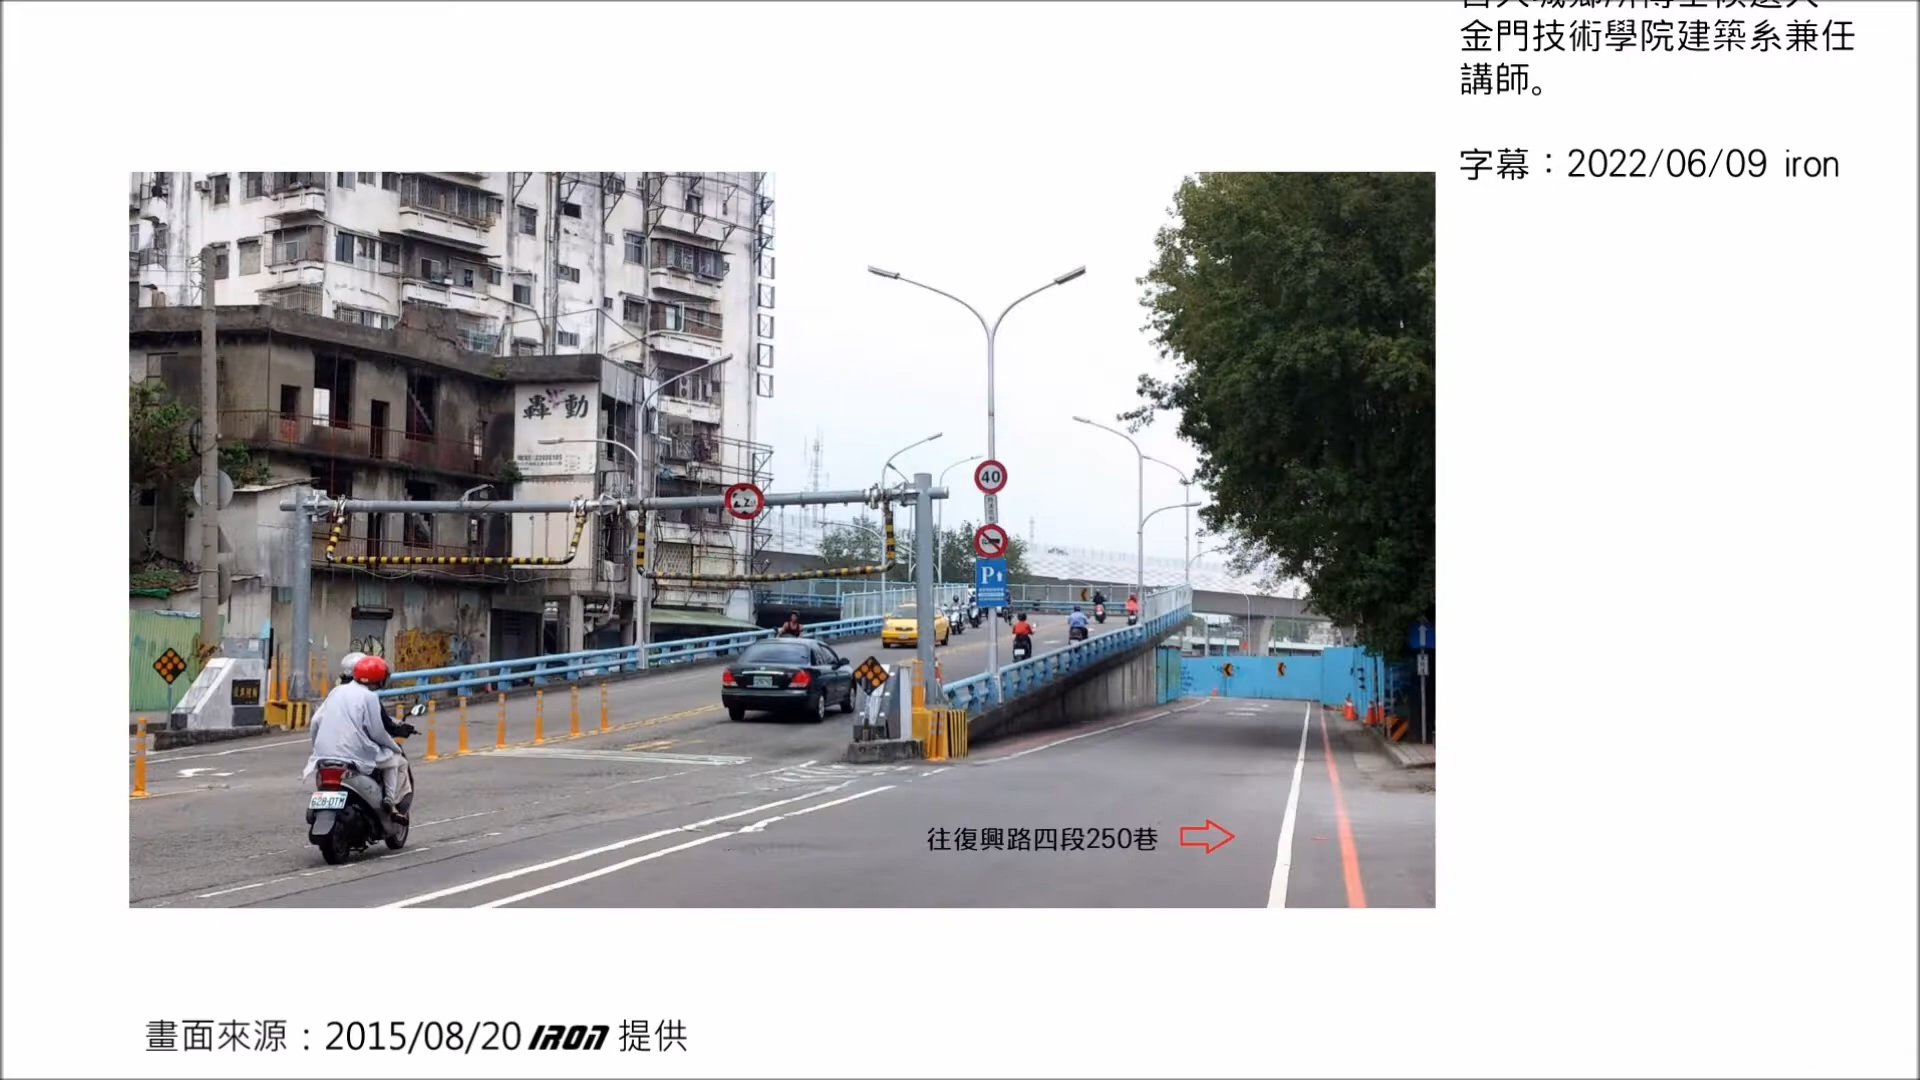 金門技術學院建築系兼任
講師。
字幕：2022/06/09 iron
轟動
40
P
628-DTM
往復興路四段250巷
畫面來源：2015/08/20 IRON 提供